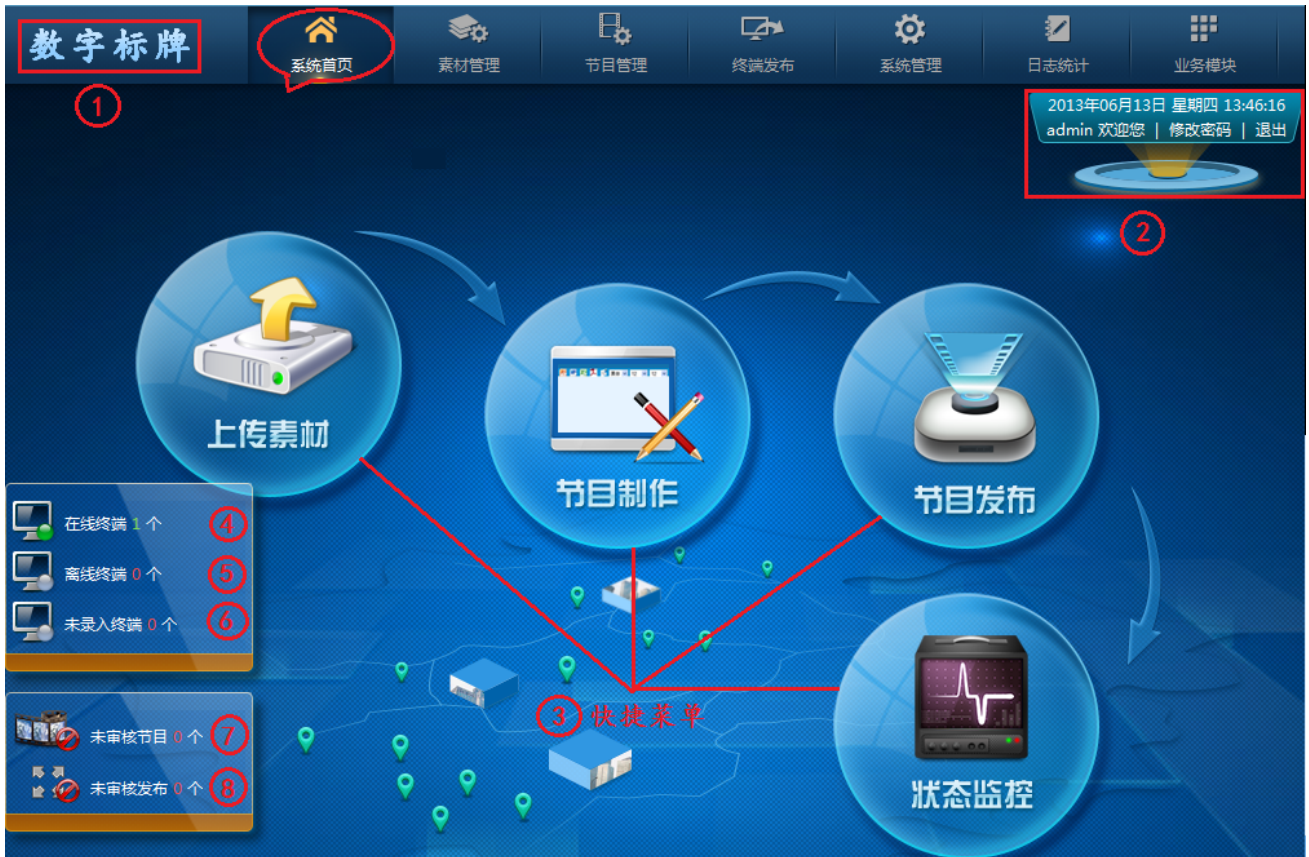 数字标牌
系统首页
素材管理
节目管理
终端发布
系统管理
日志统计
业务模块
①
2013年06月13日 星期四 13:46:16
admin 欢迎您 | 修改密码 | 退出
②
上传素材
节目制作
节目发布
在线终端 1 个 ④
离线终端 0 个 ⑤
未录入终端 0 个 ⑥
③ 快捷菜单
未审核节目 0 个 ⑦
未审核发布 0 个 ⑧
状态监控